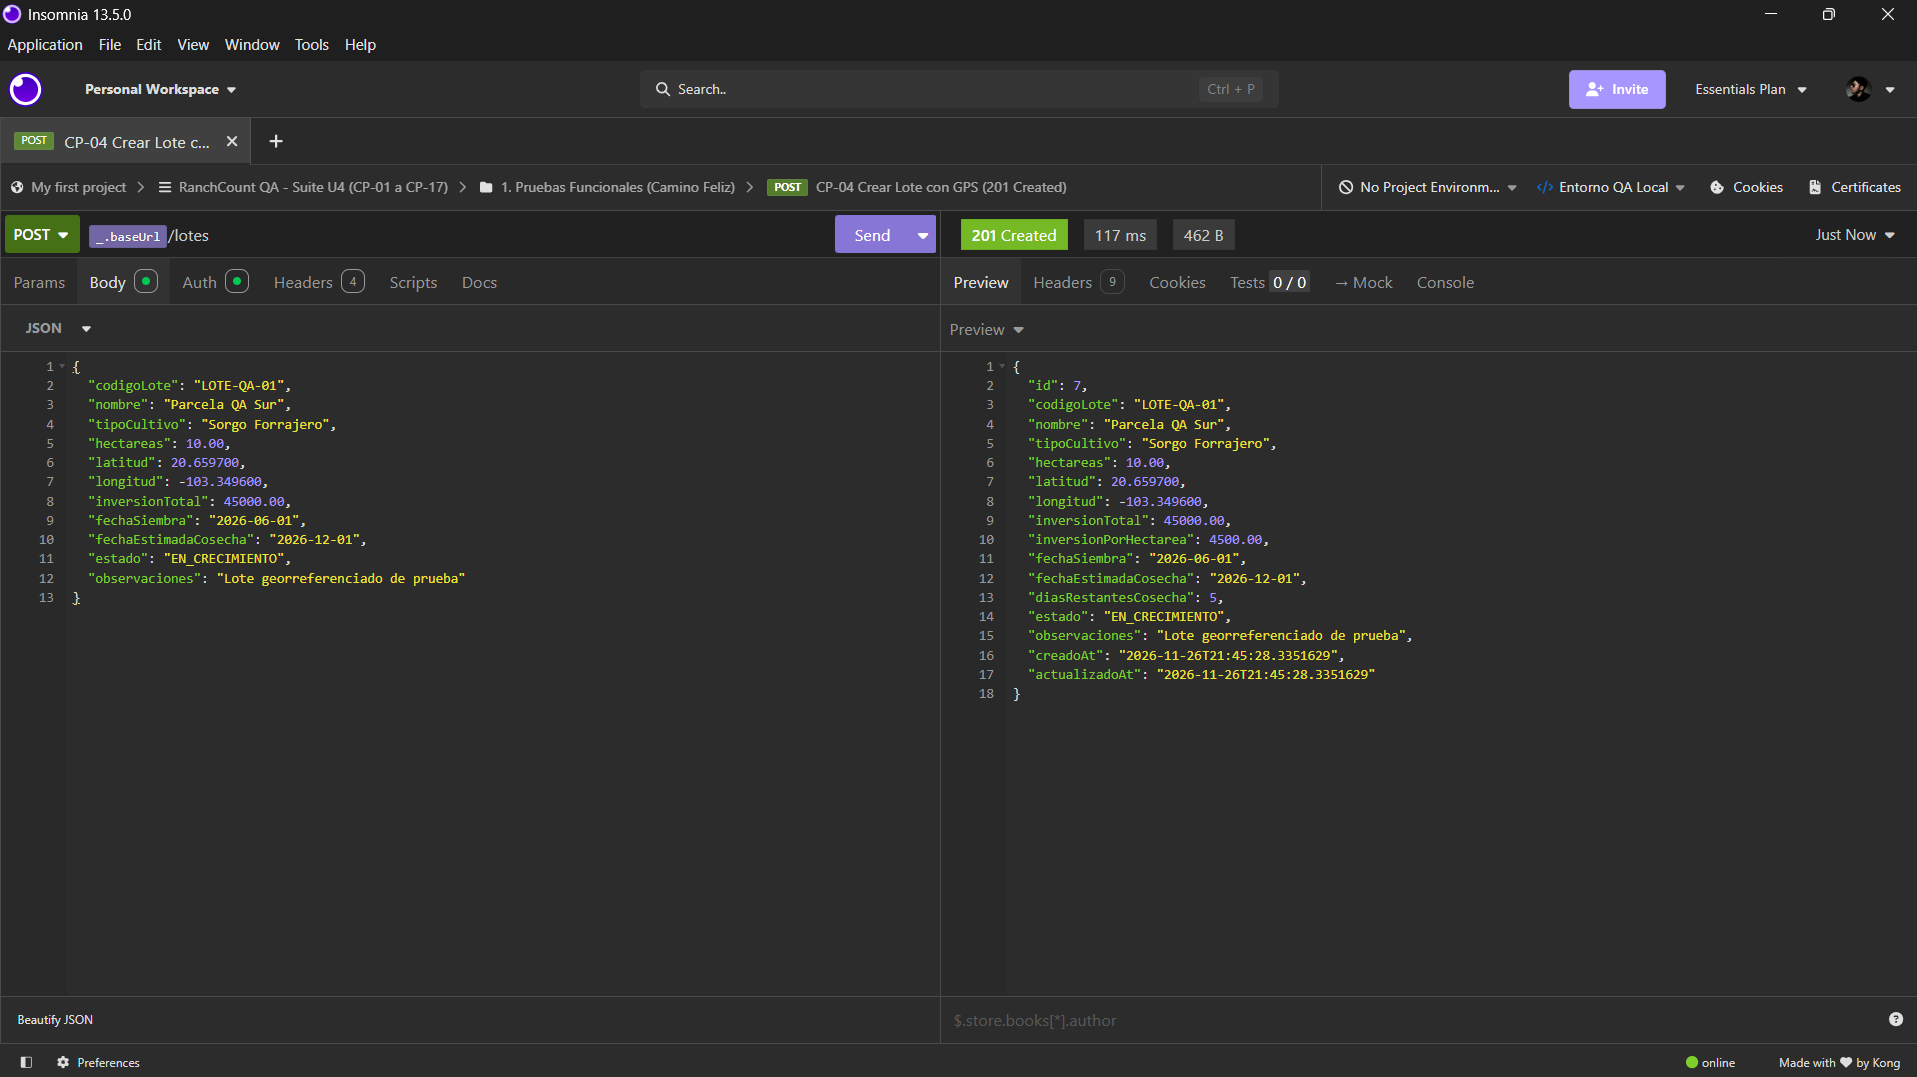 Insomnia 13.5.0
Application File Edit View Window Tools Help
Personal Workspace
Search..
Ctrl + P
Invite
Essentials Plan
POST CP-04 Crear Lote c...
My first project
RanchCount QA - Suite U4 (CP-01 a CP-17)
1. Pruebas Funcionales (Camino Feliz)
POST CP-04 Crear Lote con GPS (201 Created)
No Project Environm...
</> Entorno QA Local
Cookies
Certificates
POST
_.baseUrl /lotes
Send
201 Created
117 ms
462 B
Just Now
Params Body Auth Headers 4 Scripts Docs
Preview Headers 9 Cookies Tests 0 / 0 → Mock Console
JSON
Preview
1 {
2 "codigoLote": "LOTE-QA-01",
3 "nombre": "Parcela QA Sur",
4 "tipoCultivo": "Sorgo Forrajero",
5 "hectareas": 10.00,
6 "latitud": 20.659700,
7 "longitud": -103.349600,
8 "inversionTotal": 45000.00,
9 "fechaSiembra": "2026-06-01",
10 "fechaEstimadaCosecha": "2026-12-01",
11 "estado": "EN_CRECIMIENTO",
12 "observaciones": "Lote georreferenciado de prueba"
13 }
1 {
2 "id": 7,
3 "codigoLote": "LOTE-QA-01",
4 "nombre": "Parcela QA Sur",
5 "tipoCultivo": "Sorgo Forrajero",
6 "hectareas": 10.00,
7 "latitud": 20.659700,
8 "longitud": -103.349600,
9 "inversionTotal": 45000.00,
10 "inversionPorHectarea": 4500.00,
11 "fechaSiembra": "2026-06-01",
12 "fechaEstimadaCosecha": "2026-12-01",
13 "diasRestantesCosecha": 5,
14 "estado": "EN_CRECIMIENTO",
15 "observaciones": "Lote georreferenciado de prueba",
16 "creadoAt": "2026-11-26T21:45:28.3351629",
17 "actualizadoAt": "2026-11-26T21:45:28.3351629"
18 }
Beautify JSON
$.store.books[*].author
Preferences
online
Made with ♥ by Kong